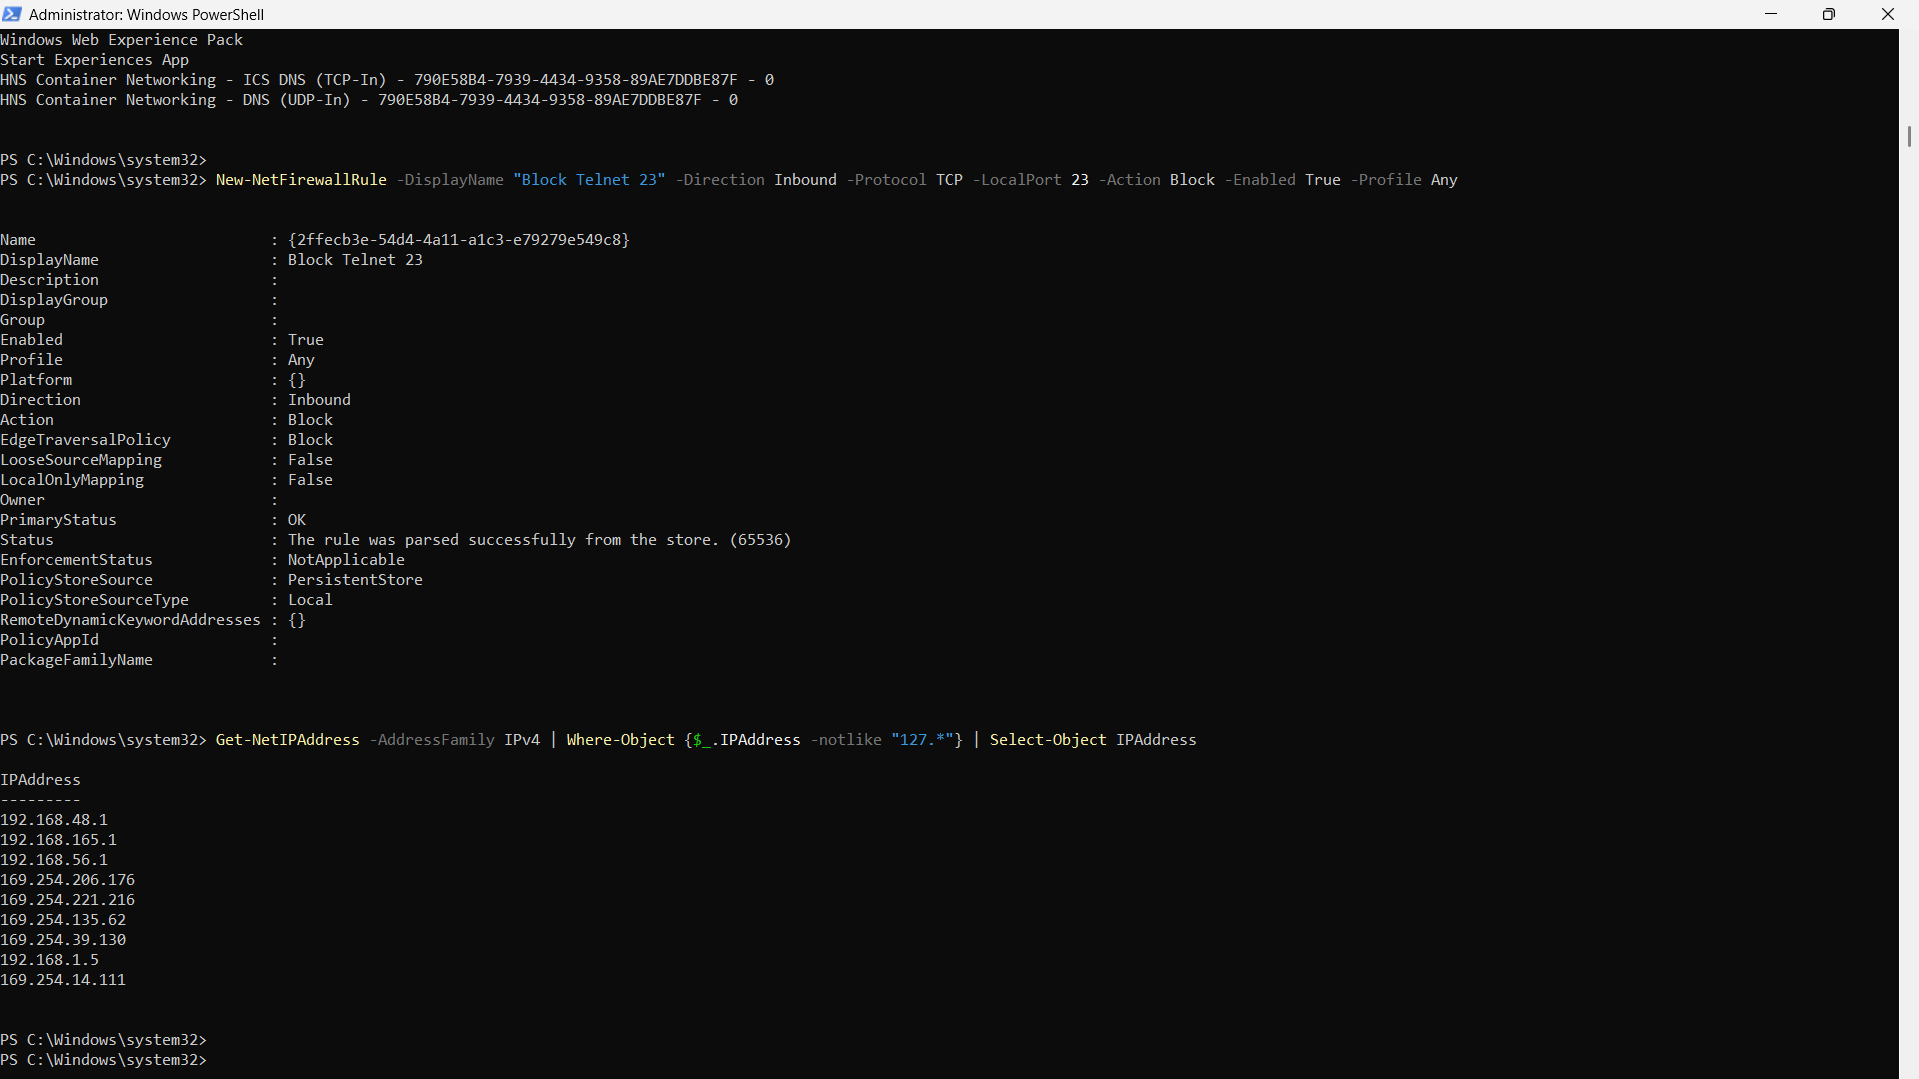 Administrator: Windows PowerShell
Windows Web Experience Pack
Start Experiences App
HNS Container Networking - ICS DNS (TCP-In) - 790E58B4-7939-4434-9358-89AE7DDBE87F - 0
HNS Container Networking - DNS (UDP-In) - 790E58B4-7939-4434-9358-89AE7DDBE87F - 0
PS C:\Windows\system32>
PS C:\Windows\system32> New-NetFirewallRule -DisplayName "Block Telnet 23" -Direction Inbound -Protocol TCP -LocalPort 23 -Action Block -Enabled True -Profile Any
Name                          : {2ffecb3e-54d4-4a11-a1c3-e79279e549c8}
DisplayName                   : Block Telnet 23
Description                   :
DisplayGroup                  :
Group                         :
Enabled                       : True
Profile                       : Any
Platform                      : {}
Direction                     : Inbound
Action                        : Block
EdgeTraversalPolicy           : Block
LooseSourceMapping            : False
LocalOnlyMapping              : False
Owner                         :
PrimaryStatus                 : OK
Status                        : The rule was parsed successfully from the store. (65536)
EnforcementStatus             : NotApplicable
PolicyStoreSource             : PersistentStore
PolicyStoreSourceType         : Local
RemoteDynamicKeywordAddresses : {}
PolicyAppId                   :
PackageFamilyName             :
PS C:\Windows\system32> Get-NetIPAddress -AddressFamily IPv4 | Where-Object {$_.IPAddress -notlike "127.*"} | Select-Object IPAddress
IPAddress
---------
192.168.48.1
192.168.165.1
192.168.56.1
169.254.206.176
169.254.221.216
169.254.135.62
169.254.39.130
192.168.1.5
169.254.14.111
PS C:\Windows\system32>
PS C:\Windows\system32>